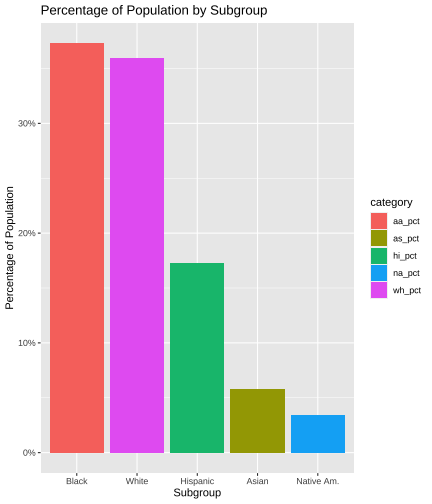 Percentage of Population by Subgroup
Percentage of Population
30%
20%
10%
0%
Black White Hispanic Asian Native Am.
Subgroup
category
aa_pct
as_pct
hi_pct
na_pct
wh_pct